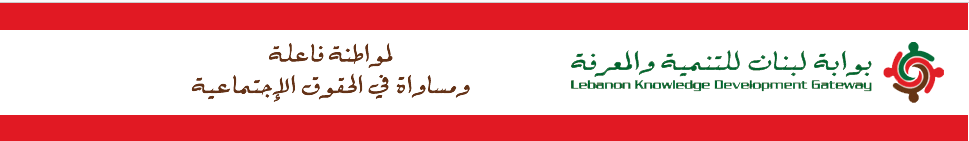 بوابة لبنان للتنمية والمعرفة
Lebanon Knowledge Development Gateway
لمواطنة فاعلة
ومساواة في الحقوق الإجتماعية